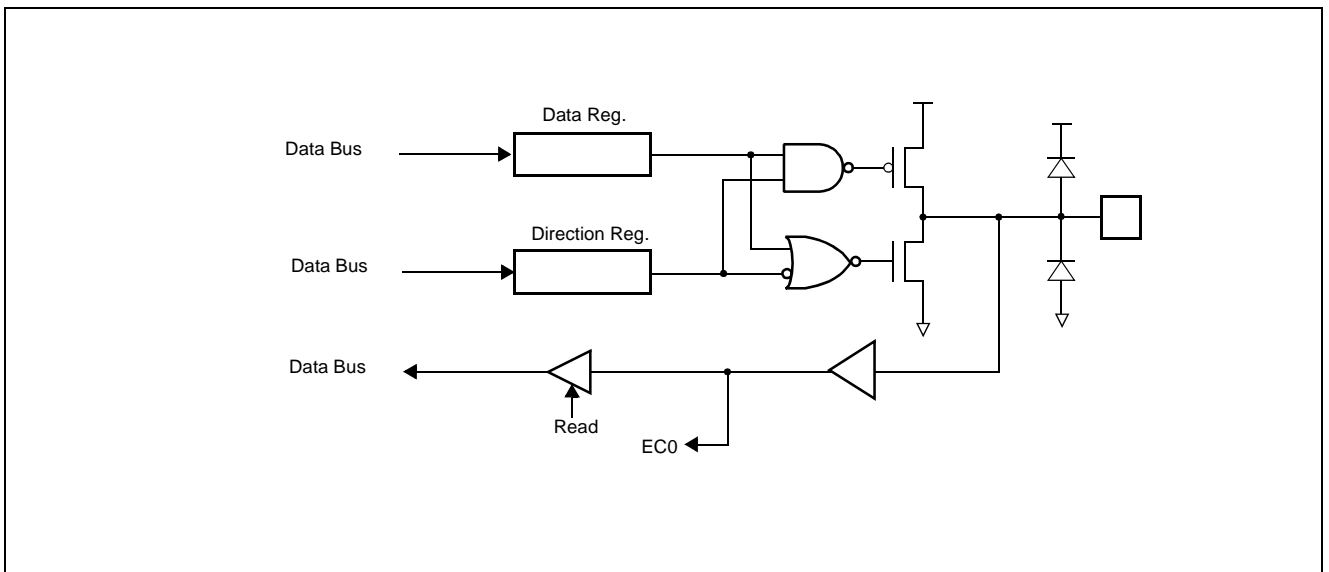 Data Reg.
Data Bus
Direction Reg.
Data Bus
Data Bus
Read
EC0